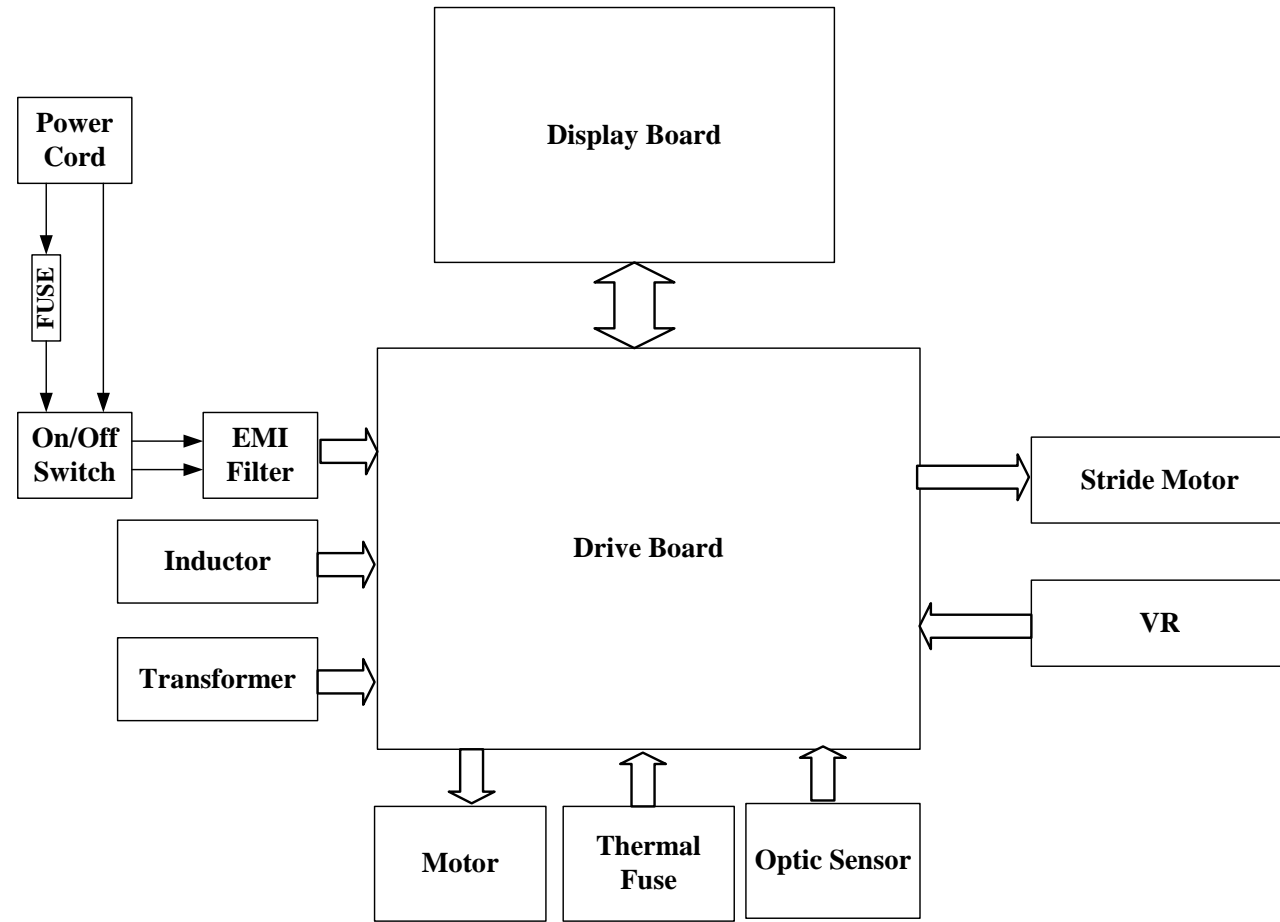 Display Board
Power
Cord
FUSE
On/Off
Switch
EMI
Filter
Stride Motor
Inductor
Drive Board
VR
Transformer
Motor
Thermal
Fuse
Optic Sensor